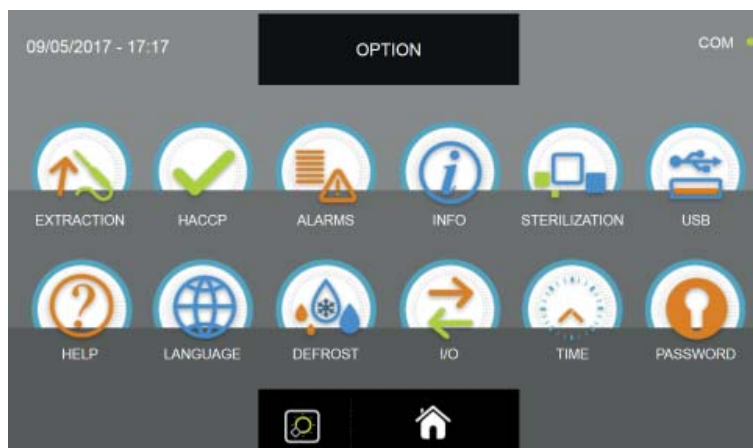 09/05/2017 - 17:17
OPTION
COM
EXTRACTION
HACCP
ALARMS
INFO
STERILIZATION
USB
HELP
LANGUAGE
DEFROST
I/O
TIME
PASSWORD